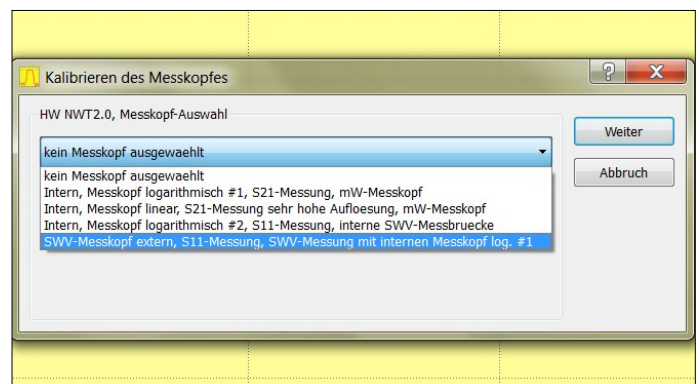 Kalibrieren des Messkopfes
HW NWT2.0, Messkopf-Auswahl
kein Messkopf ausgewaehlt
Weiter
kein Messkopf ausgewaehlt
Abbruch
Intern, Messkopf logarithmisch #1, S21-Messung, mW-Messkopf
Intern, Messkopf linear, S21-Messung sehr hohe Aufloesung, mW-Messkopf
Intern, Messkopf logarithmisch #2, S11-Messung, interne SWV-Messbruecke
SWV-Messkopf extern, S11-Messung, SWV-Messung mit internen Messkopf log. #1